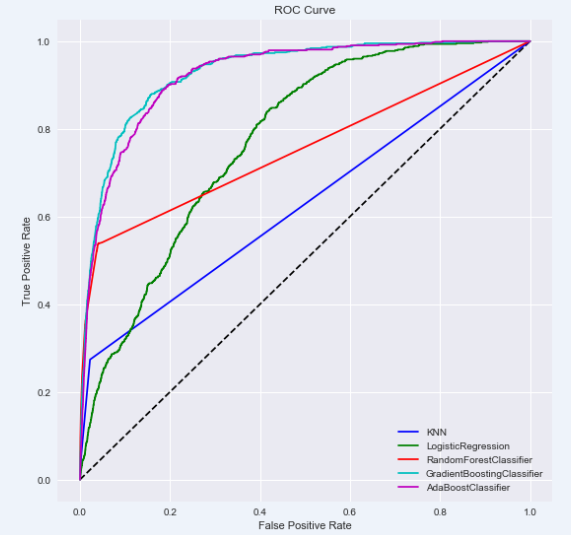 ROC Curve
1.0
0.8
0.6
0.4
0.2
0.0
True Positive Rate
KNN
LogisticRegression
RandomForestClassifier
GradientBoostingClassifier
AdaBoostClassifier
0.0 0.2 0.4 0.6 0.8 1.0
False Positive Rate